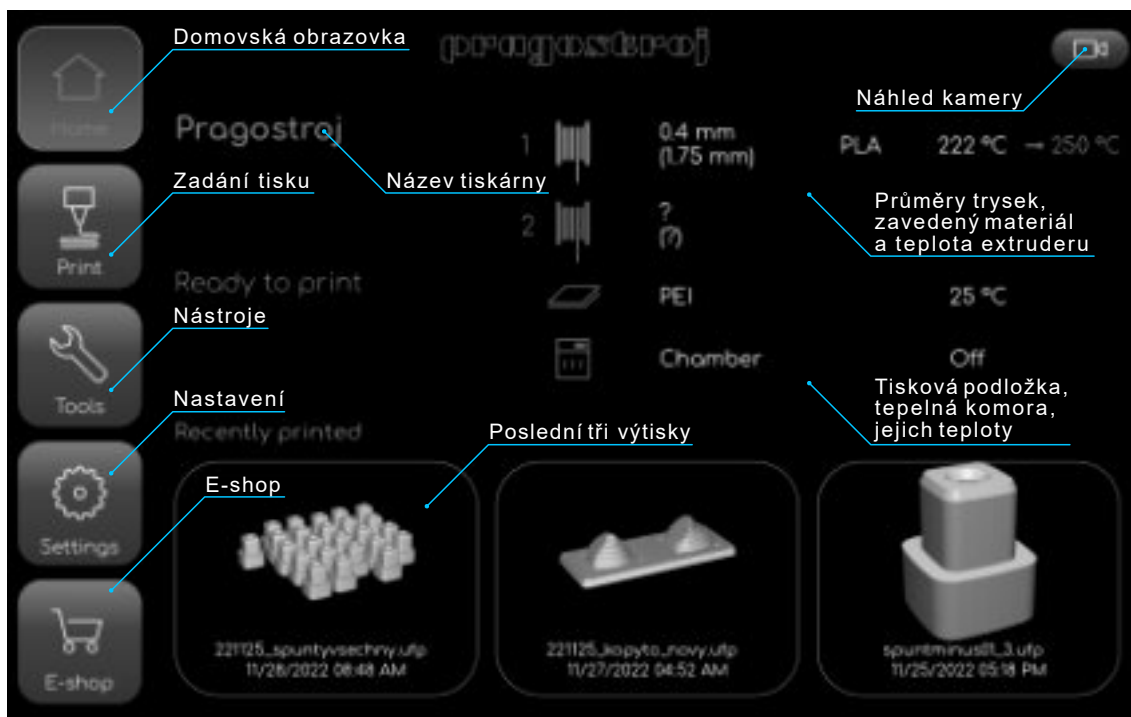 Domovská obrazovka
pragostroj
Náhled kamery
Home
Pragostroj
1
0.4 mm
(1.75 mm)
PLA
222 °C → 250 °C
Zadání tisku
Název tiskárny
Průměry trysek,
zavedený materiál
a teplota extruderu
2
?
(?)
Print
Ready to print
PEI
25 °C
Nástroje
Chamber
Off
Tools
Nastavení
Tisková podložka,
tepelná komora,
jejich teploty
Recently printed
Poslední tři výtisky
E-shop
Settings
221125_spuntyvsechny.ufp
11/28/2022 08:48 AM
221125_kopyto_novy.ufp
11/27/2022 04:52 AM
spuntminus01_3.ufp
11/25/2022 05:18 PM
E-shop